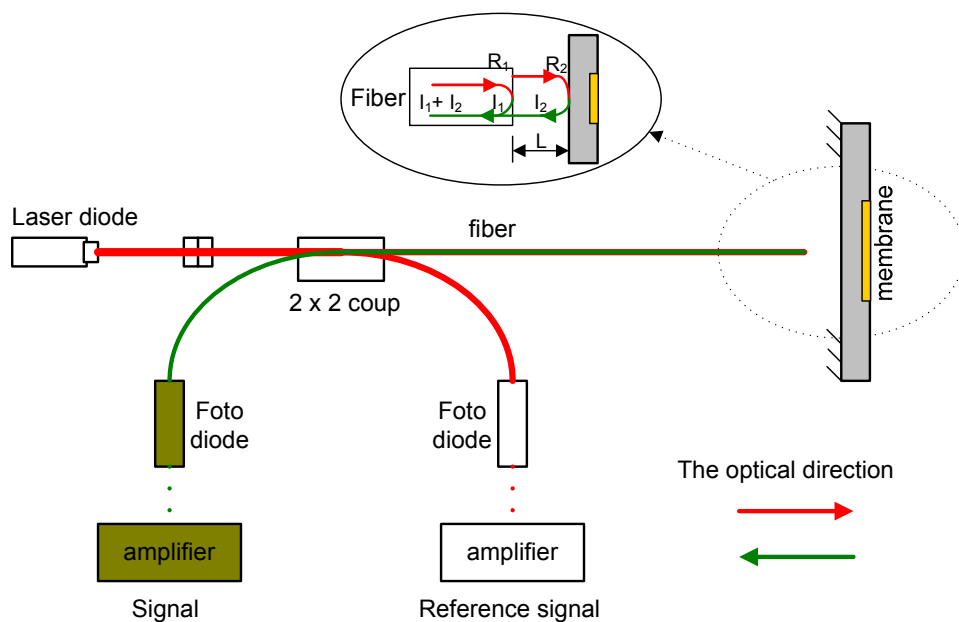 R₁ R₂
Fiber
I₁+ I₂ I₁ I₂
L
Laser diode
fiber
membrane
2 x 2 coup
Foto
diode
Foto
diode
The optical direction
amplifier
amplifier
Signal
Reference signal